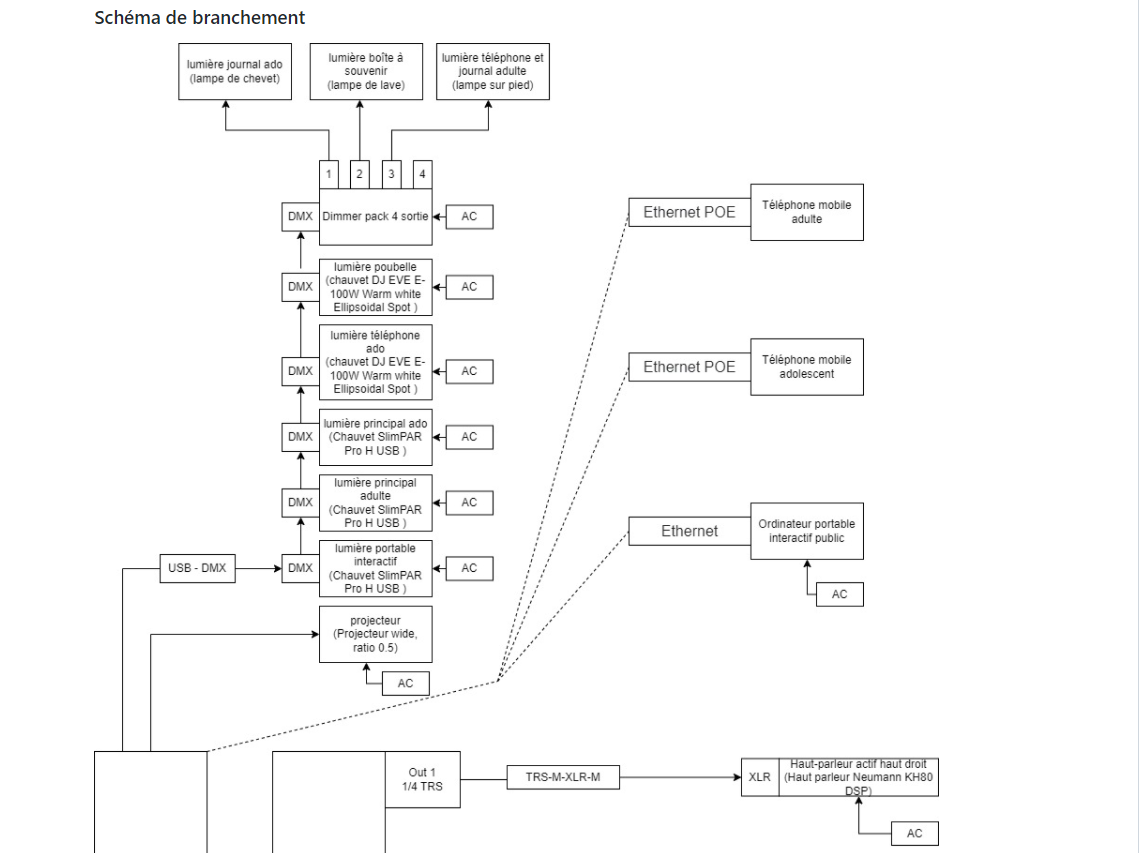 Schéma de branchement
lumière journal ado
(lampe de chevet)
lumière boîte à
souvenir
(lampe de lave)
lumière téléphone et
journal adulte
(lampe sur pied)
1
2
3
4
DMX
Dimmer pack 4 sortie
AC
DMX
lumière poubelle
(chauvet DJ EVE E-
100W Warm white
Ellipsoidal Spot )
AC
DMX
lumière téléphone
ado
(chauvet DJ EVE E-
100W Warm white
Ellipsoidal Spot )
AC
DMX
lumière principal ado
(Chauvet SlimPAR
Pro H USB )
AC
DMX
lumière principal
adulte
(Chauvet SlimPAR
Pro H USB )
AC
USB - DMX
DMX
lumière portable
interactif
(Chauvet SlimPAR
Pro H USB )
AC
projecteur
(Projecteur wide,
ratio 0.5)
AC
Ethernet POE
Téléphone mobile
adulte
Ethernet POE
Téléphone mobile
adolescent
Ethernet
Ordinateur portable
interactif public
AC
Out 1
1/4 TRS
TRS-M-XLR-M
XLR
Haut-parleur actif haut droit
(Haut parleur Neumann KH80
DSP)
AC